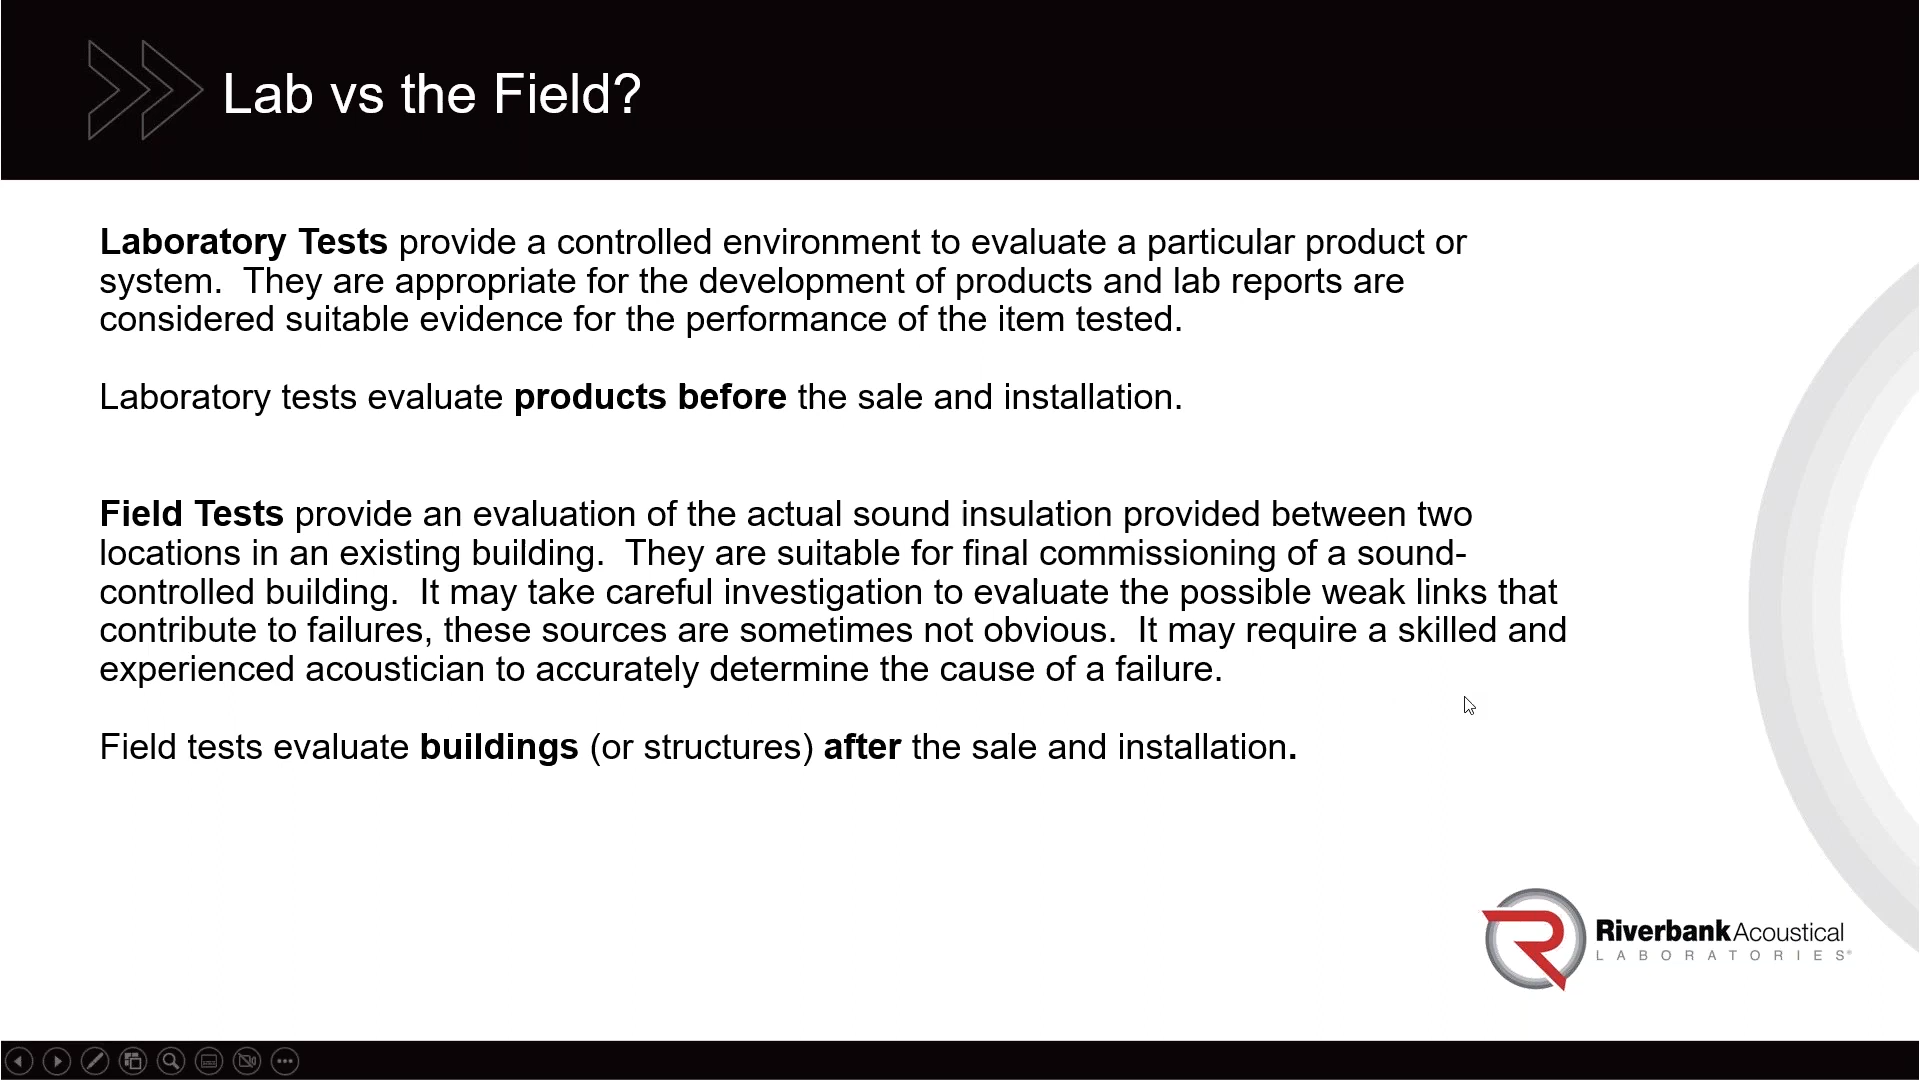 Lab vs the Field?
Laboratory Tests provide a controlled environment to evaluate a particular product or
system.  They are appropriate for the development of products and lab reports are
considered suitable evidence for the performance of the item tested.
Laboratory tests evaluate products before the sale and installation.
Field Tests provide an evaluation of the actual sound insulation provided between two
locations in an existing building.  They are suitable for final commissioning of a sound-
controlled building.  It may take careful investigation to evaluate the possible weak links that
contribute to failures, these sources are sometimes not obvious.  It may require a skilled and
experienced acoustician to accurately determine the cause of a failure.
Field tests evaluate buildings (or structures) after the sale and installation.
RiverbankAcoustical
LABORATORIES®